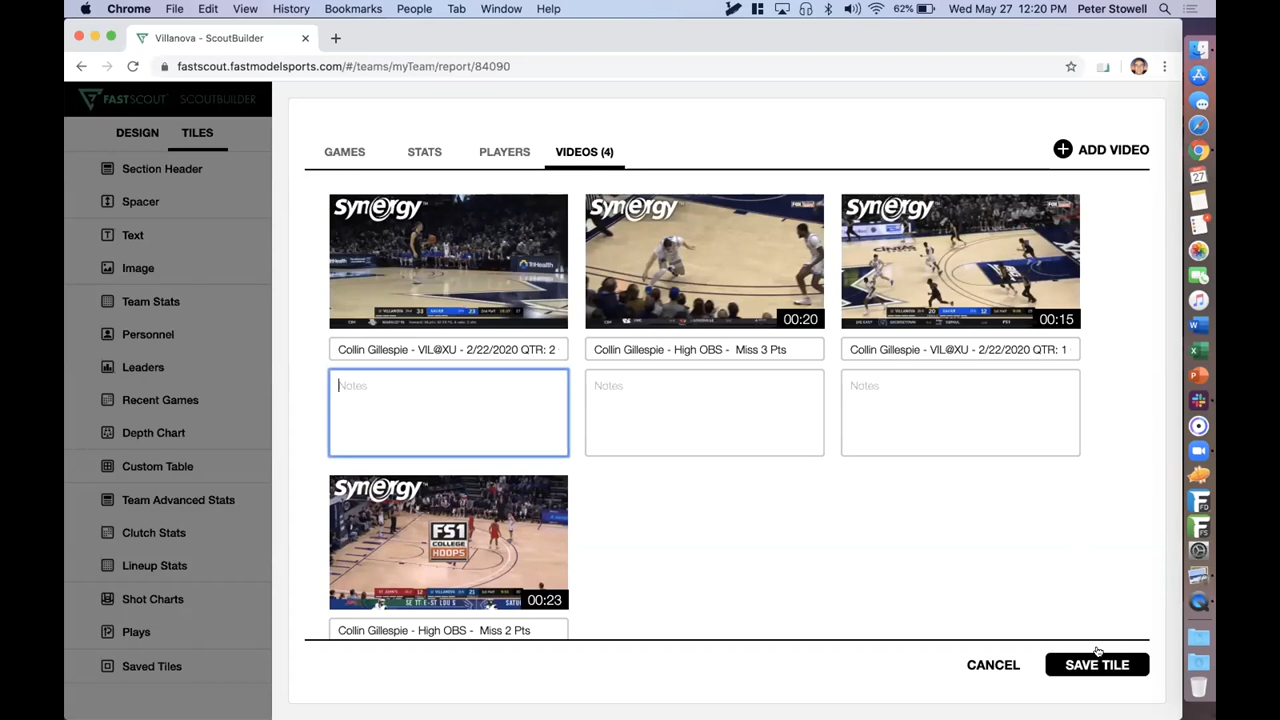 Chrome File Edit View History Bookmarks People Tab Window Help 62% Wed May 27 12:20 PM Peter Stowell
Villanova - ScoutBuilder
fastscout.fastmodelsports.com/#/teams/myTeam/report/84090
FASTSCOUT SCOUTBUILDER
DESIGN TILES
Section Header
Spacer
Text
Image
Team Stats
Personnel
Leaders
Recent Games
Depth Chart
Custom Table
Team Advanced Stats
Clutch Stats
Lineup Stats
Shot Charts
Plays
Saved Tiles
GAMES STATS PLAYERS VIDEOS (4) ADD VIDEO
Synergy Synergy Synergy
00:20 00:15
Collin Gillespie - VIL@XU - 2/22/2020 QTR: 2 Collin Gillespie - High OBS - Miss 3 Pts Collin Gillespie - VIL@XU - 2/22/2020 QTR: 1
Notes Notes Notes
Synergy
FS1
COLLEGE
HOOPS
00:23
Collin Gillespie - High OBS - Miss 2 Pts
CANCEL SAVE TILE